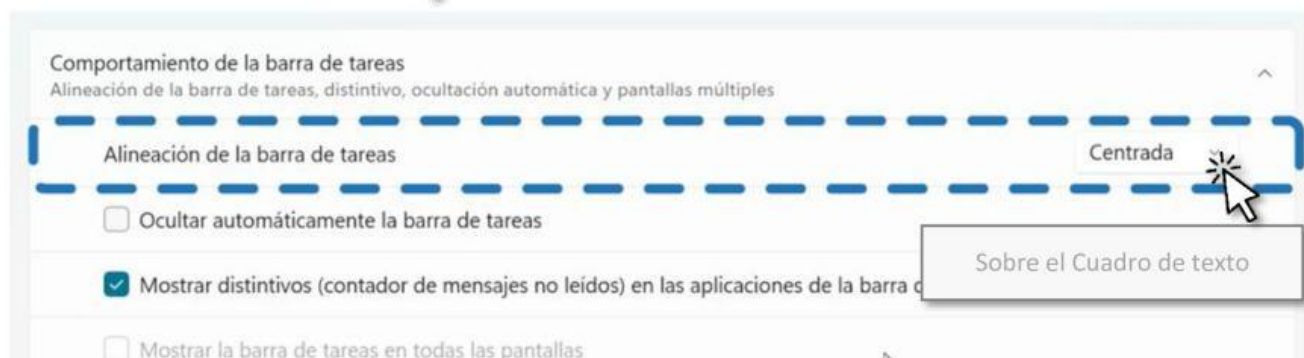 Comportamiento de la barra de tareas
Alineación de la barra de tareas, distintivo, ocultación automática y pantallas múltiples
Alineación de la barra de tareas Centrada
Ocultar automáticamente la barra de tareas
Sobre el Cuadro de texto
Mostrar distintivos (contador de mensajes no leídos) en las aplicaciones de la barra
Mostrar la barra de tareas en todas las pantallas